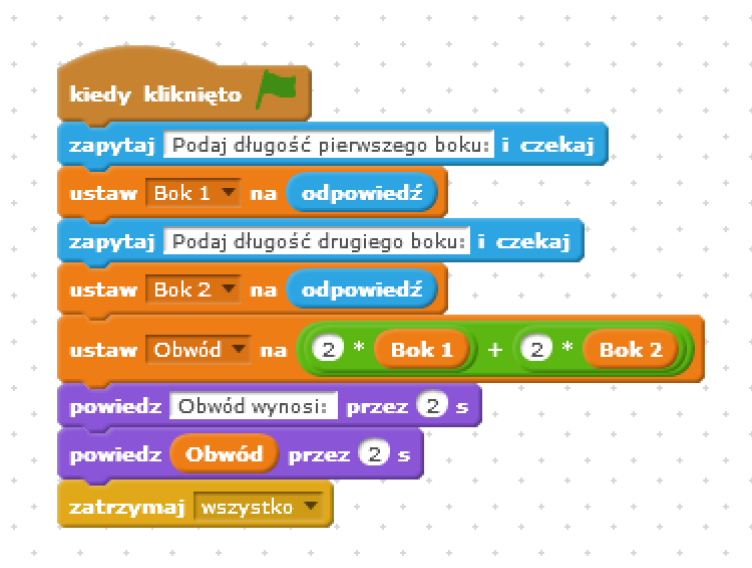 kiedy kliknięto
zapytaj Podaj długość pierwszego boku: i czekaj
ustaw Bok 1 na odpowiedź
zapytaj Podaj długość drugiego boku: i czekaj
ustaw Bok 2 na odpowiedź
ustaw Obwód na 2 * Bok 1 + 2 * Bok 2
powiedz Obwód wynosi: przez 2 s
powiedz Obwód przez 2 s
zatrzymaj wszystko